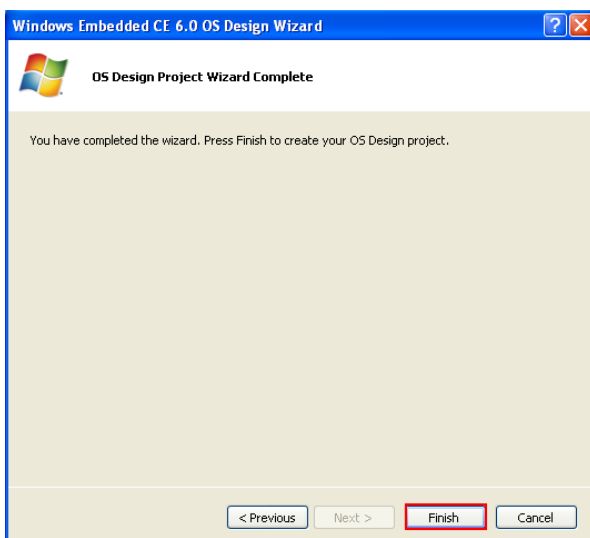 Windows Embedded CE 6.0 OS Design Wizard
OS Design Project Wizard Complete
You have completed the wizard. Press Finish to create your OS Design project.
< Previous Next > Finish Cancel